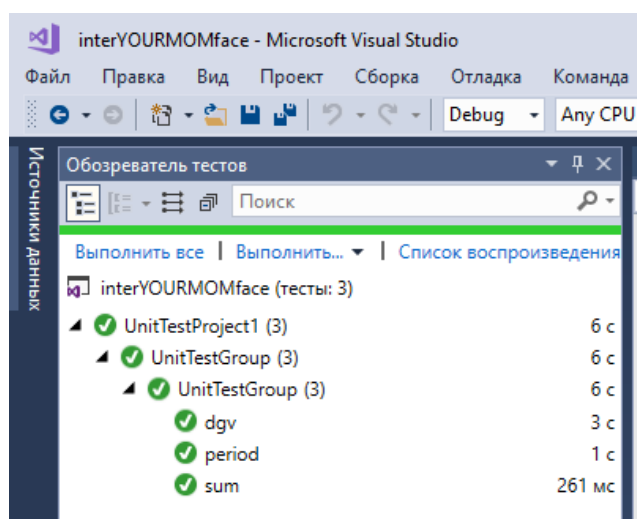 interYOURMOMface - Microsoft Visual Stud
Файл Правка Вид Проект Сборка Отладка Команда
Debug Any CPU
Источники данных
Обозреватель тестов
Поиск
Выполнить все | Выполнить... | Список воспроизведения
interYOURMOMface (тесты: 3)
UnitTestProject1 (3) 6 с
UnitTestGroup (3) 6 с
UnitTestGroup (3) 6 с
dgv 3 с
period 1 с
sum 261 мс